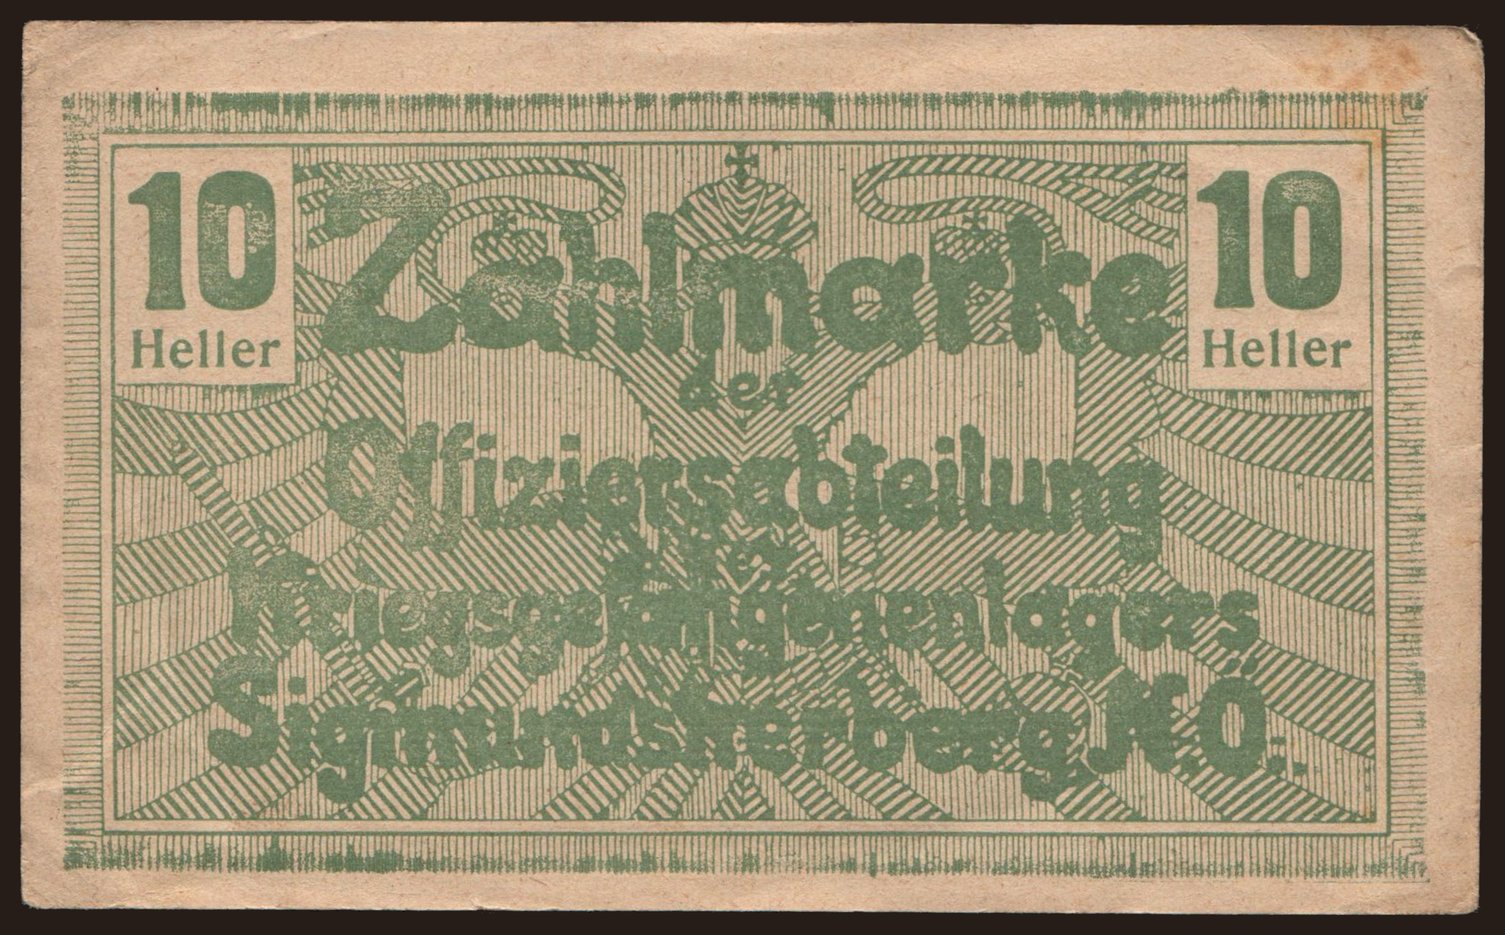 10
Heller
10
Heller
Zahlmarke
der
Offiziersabteilung
des
Kriegsgefangenenlagers
Sigmundsherberg, N.Ö.